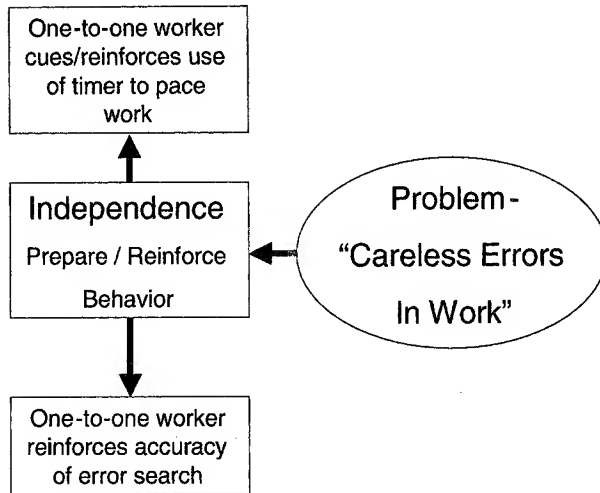 One-to-one worker
cues/reinforces use
of timer to pace
work
Independence
Prepare / Reinforce
Behavior
Problem-
“Careless Errors
In Work”
One-to-one worker
reinforces accuracy
of error search